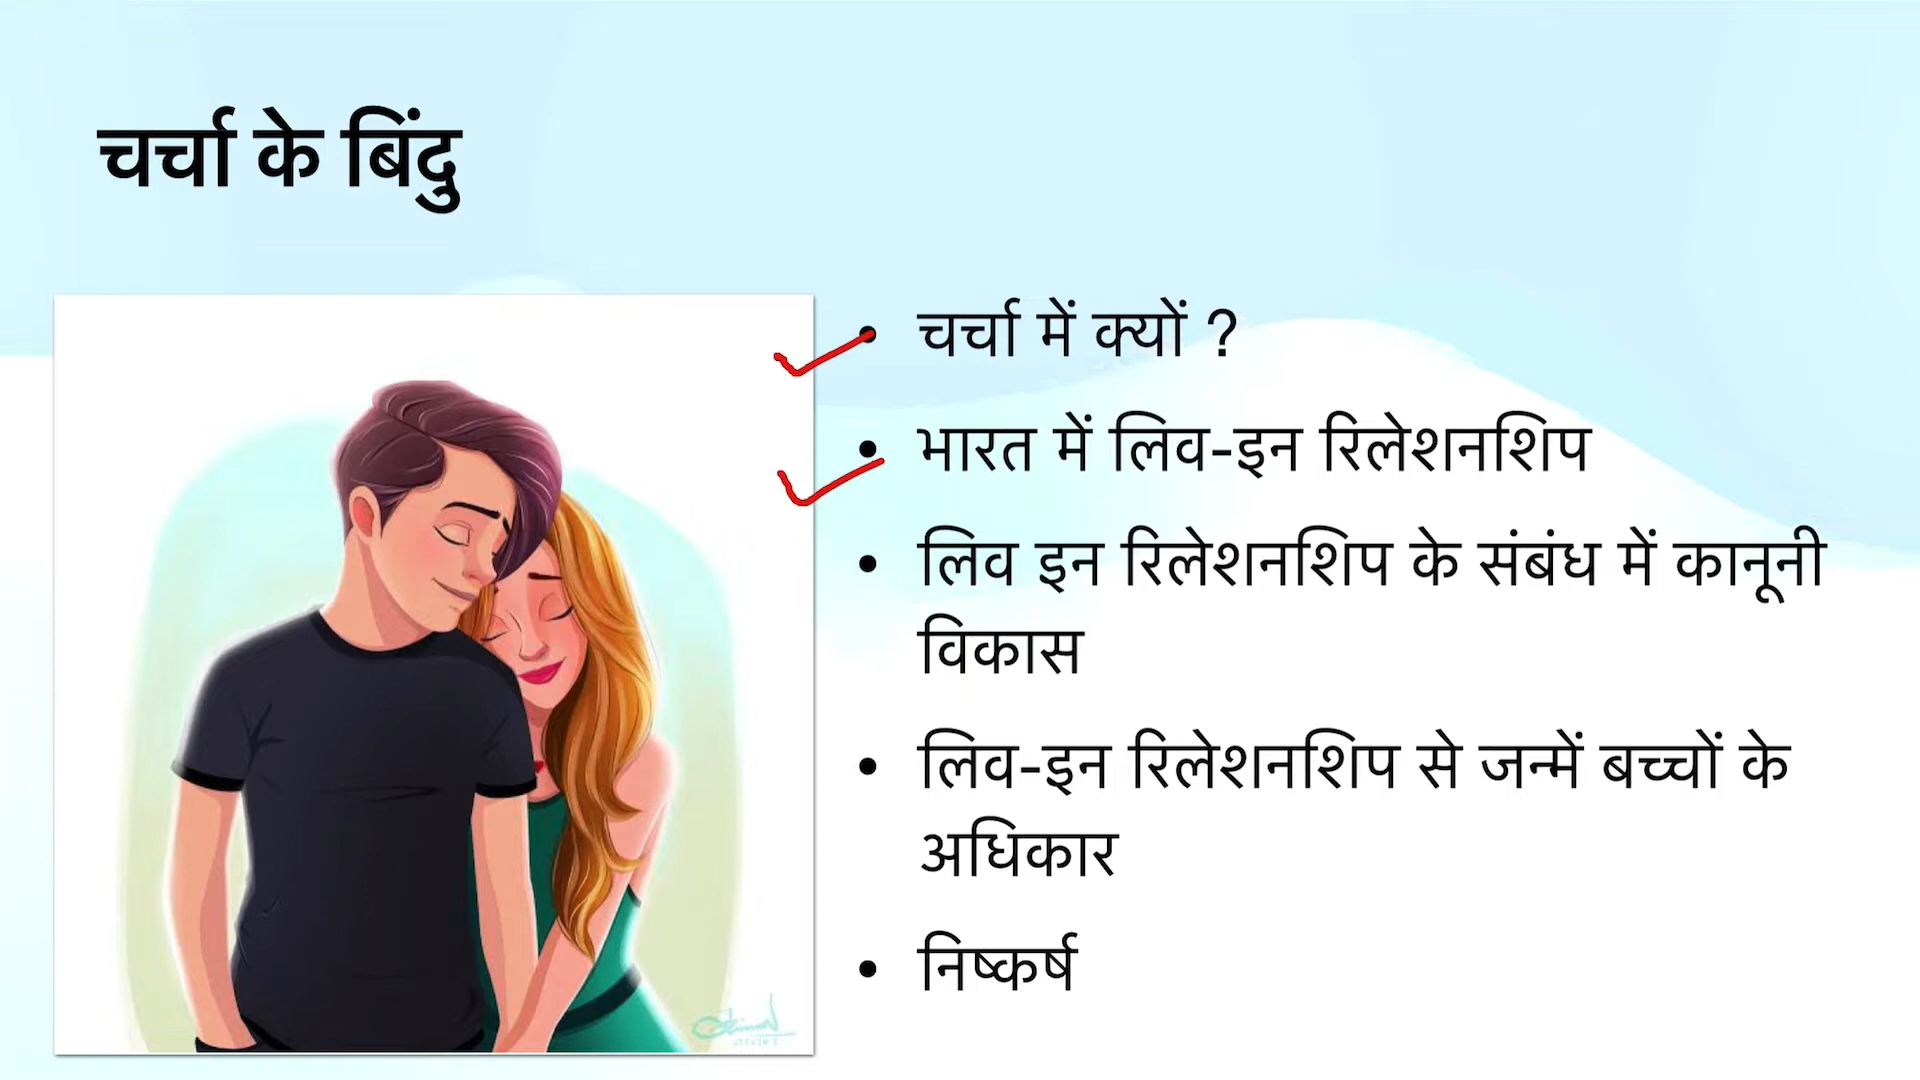 चर्चा के बिंदु
• चर्चा में क्यों ?
• भारत में लिव-इन रिलेशनशिप
• लिव इन रिलेशनशिप के संबंध में कानूनी
विकास
• लिव-इन रिलेशनशिप से जन्में बच्चों के
अधिकार
• निष्कर्ष